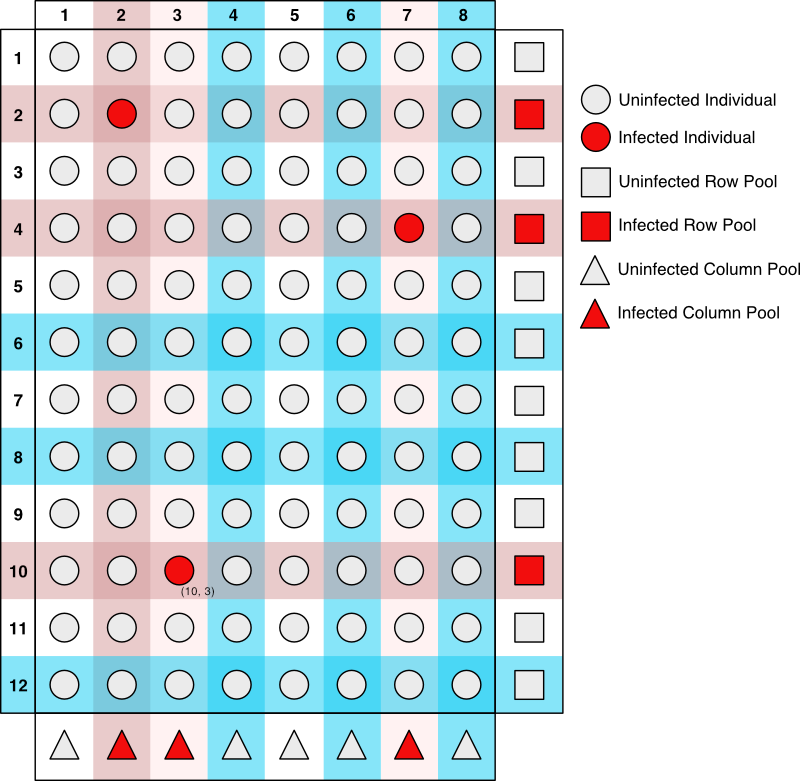 1 2 3 4 5 6 7 8
1
2
3
4
5
6
7
8
9
10
(10, 3)
11
12
Uninfected Individual
Infected Individual
Uninfected Row Pool
Infected Row Pool
Uninfected Column Pool
Infected Column Pool